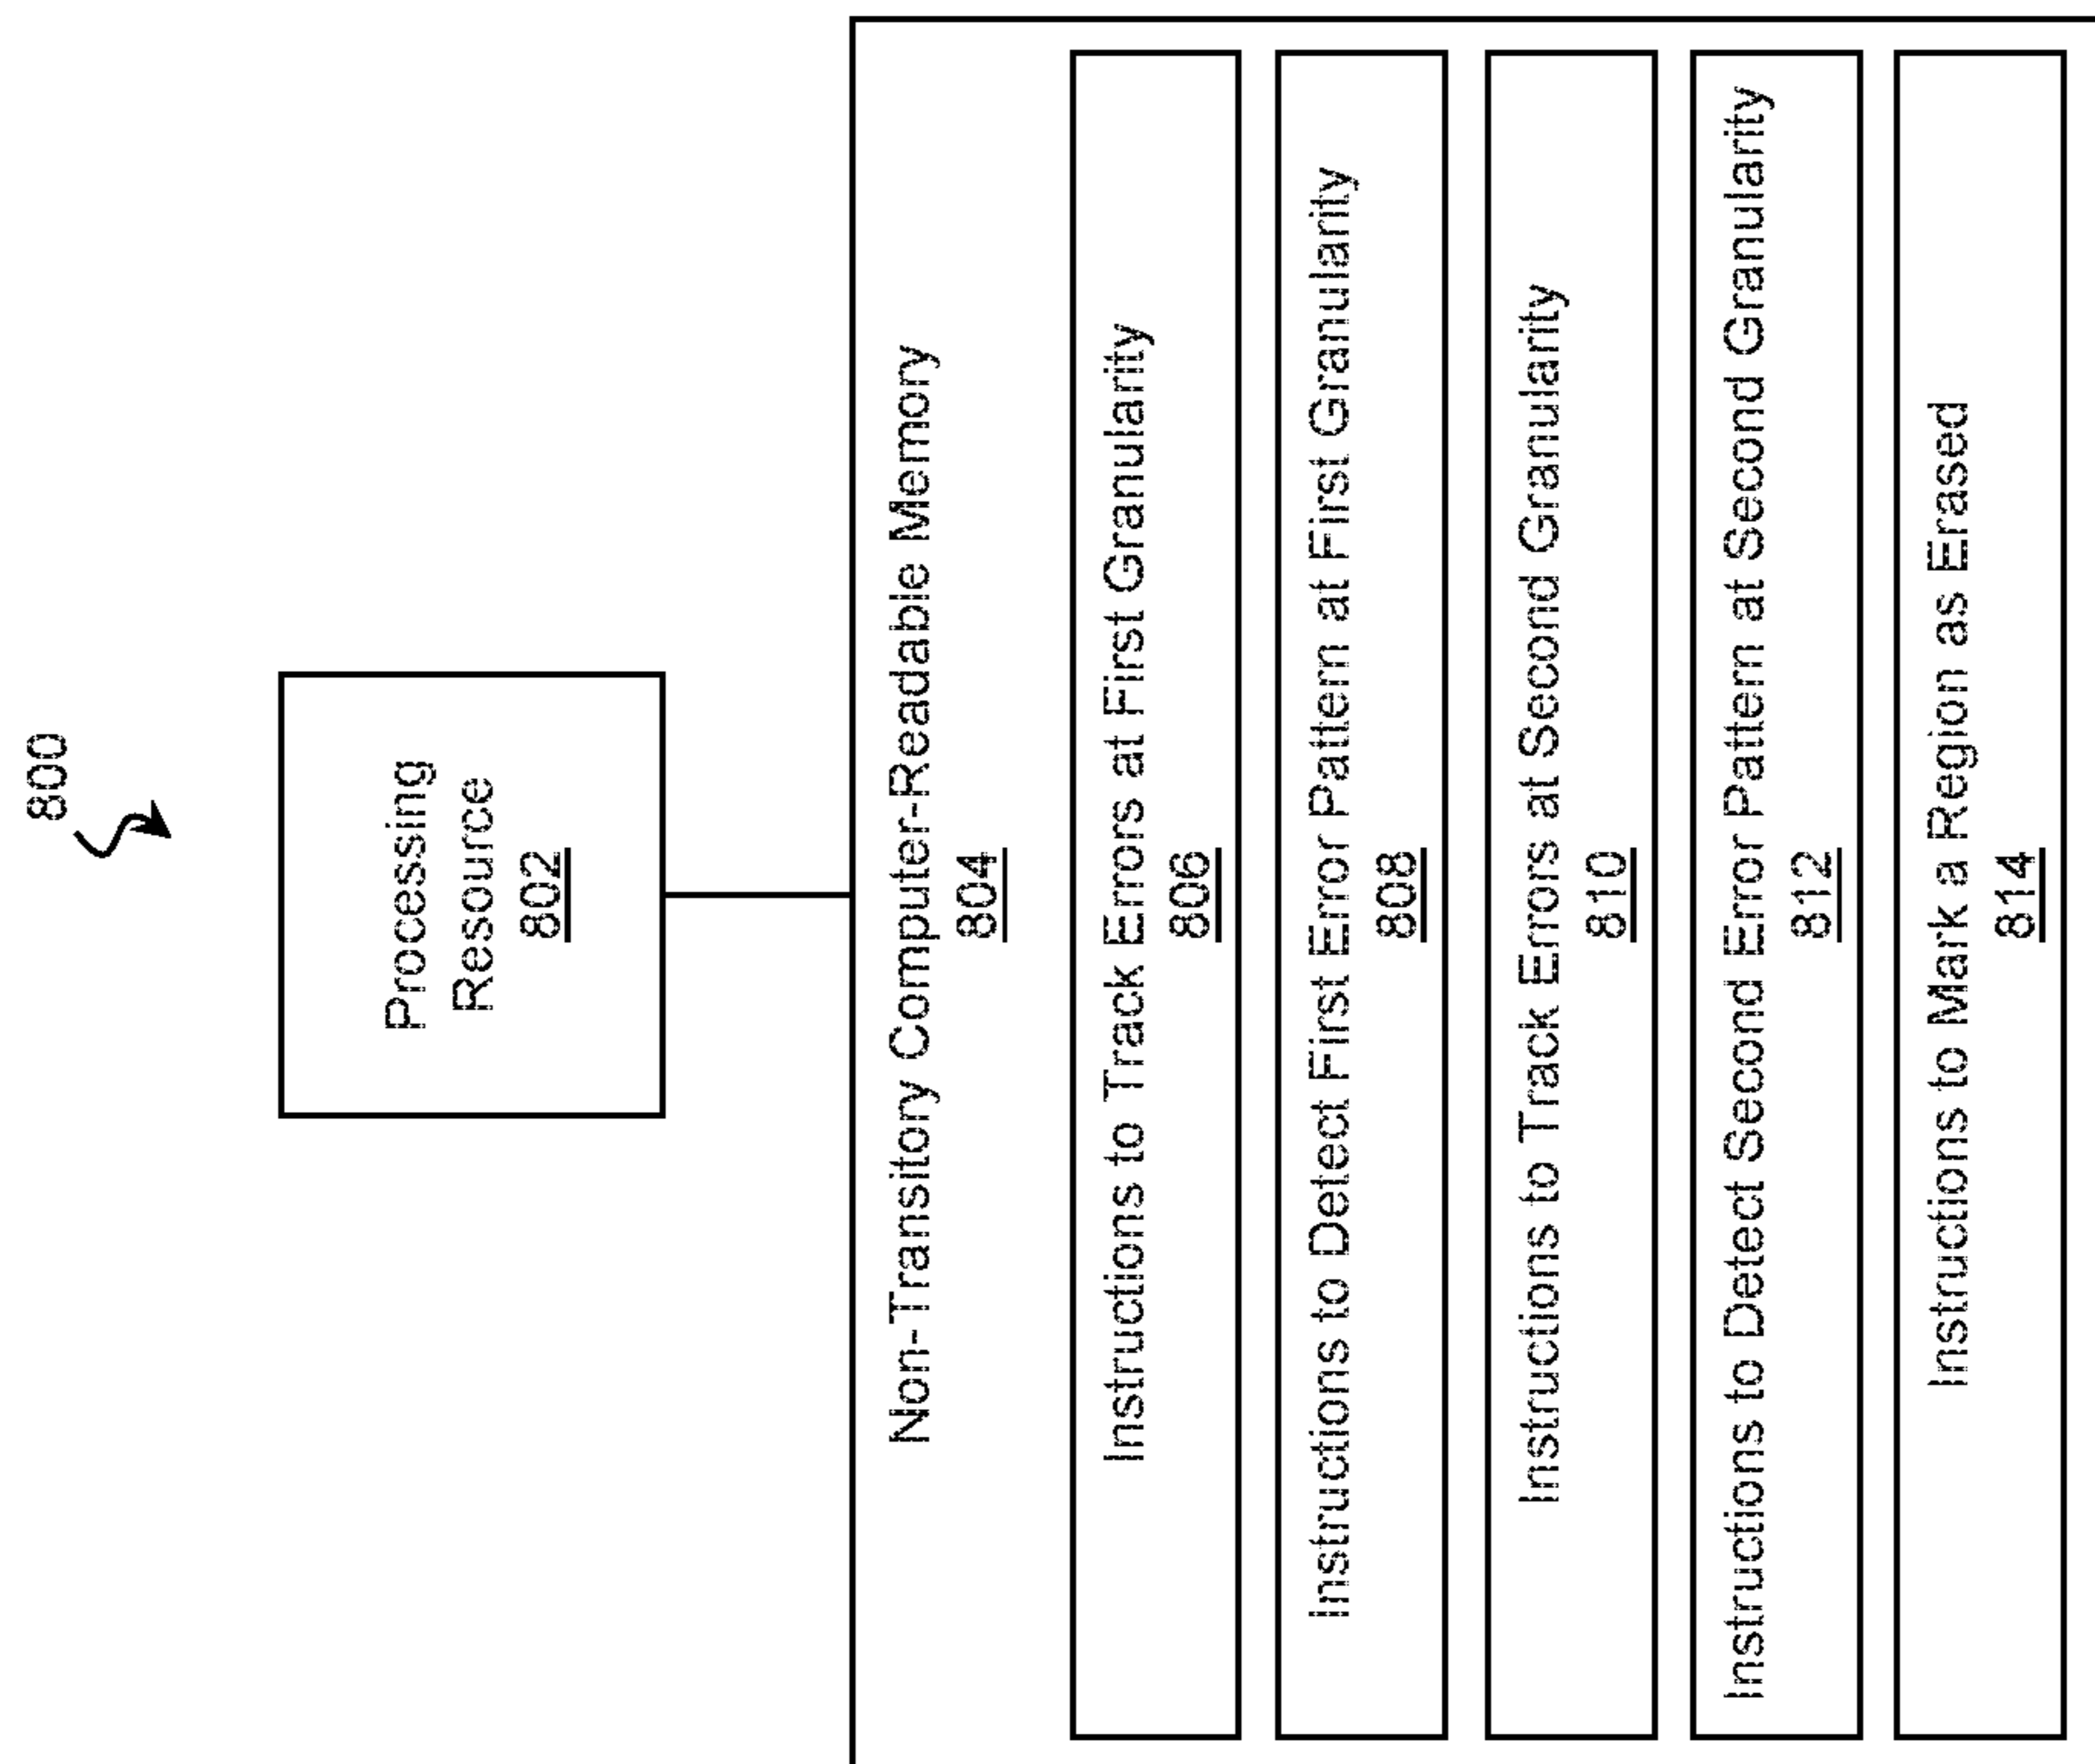 800
Processing
Resource
802
Non-Transitory Computer-Readable Memory
804
Instructions to Track Errors at First Granularity
806
Instructions to Detect First Error Pattern at First Granularity
808
Instructions to Track Errors at Second Granularity
810
Instructions to Detect Second Error Pattern at Second Granularity
812
Instructions to Mark a Region as Erased
814